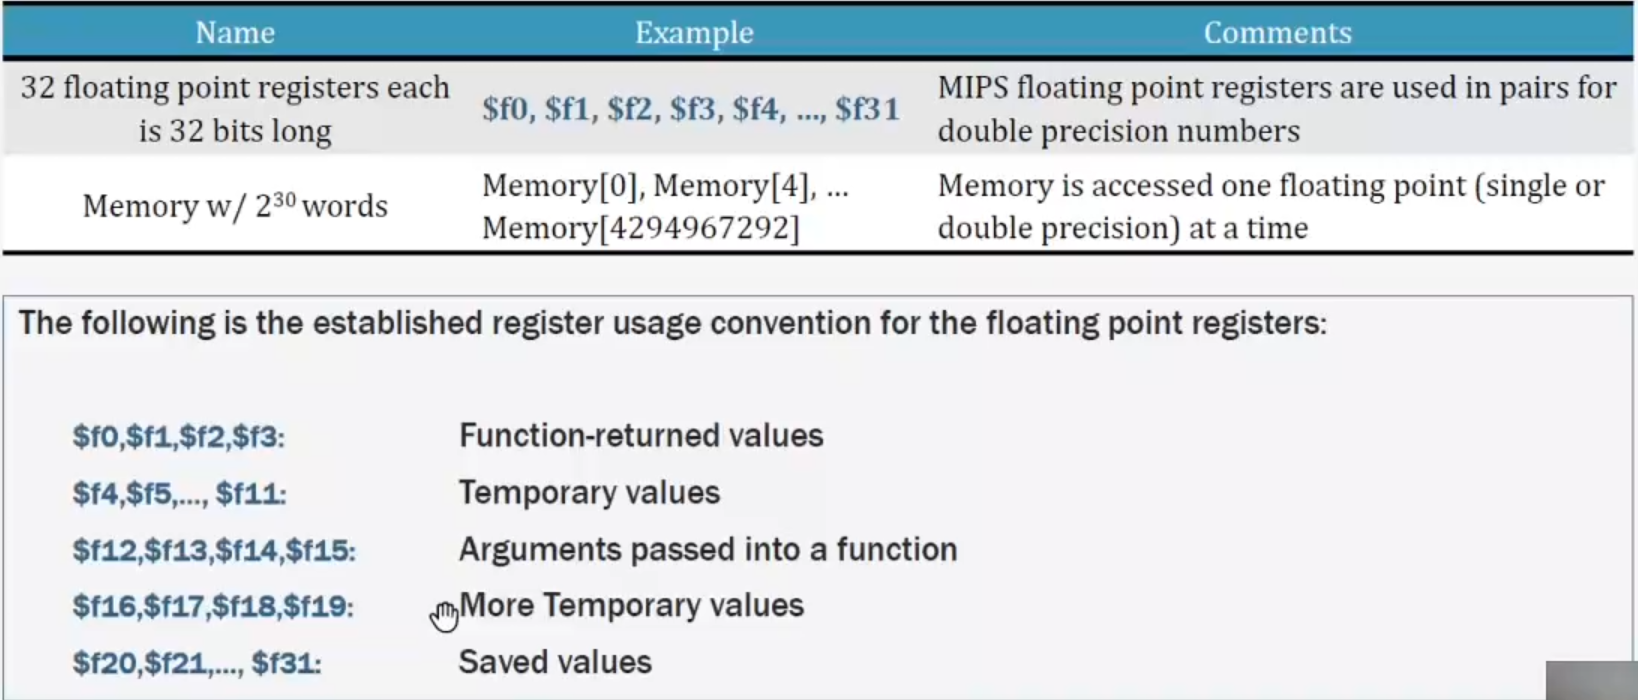 Name Example Comments
32 floating point registers each
is 32 bits long
$f0, $f1, $f2, $f3, $f4, ..., $f31
MIPS floating point registers are used in pairs for
double precision numbers
Memory w/ 2³⁰ words
Memory[0], Memory[4], ...
Memory[4294967292]
Memory is accessed one floating point (single or
double precision) at a time
The following is the established register usage convention for the floating point registers:
$f0,$f1,$f2,$f3: Function-returned values
$f4,$f5,..., $f11: Temporary values
$f12,$f13,$f14,$f15: Arguments passed into a function
$f16,$f17,$f18,$f19: More Temporary values
$f20,$f21,..., $f31: Saved values